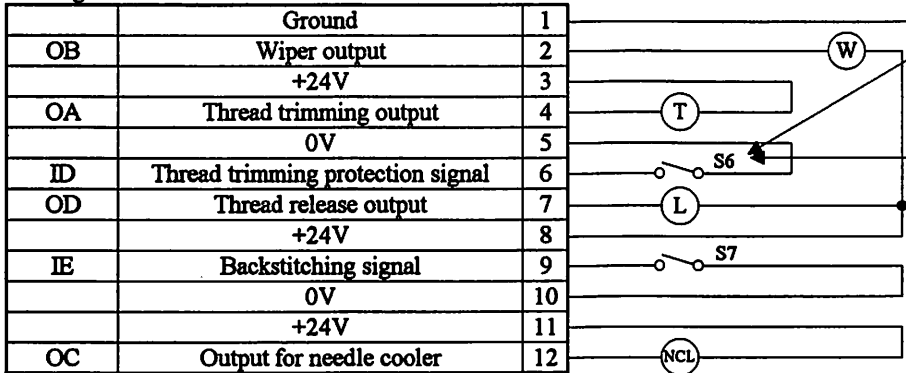 Ground 1
OB Wiper output 2 W
+24V 3
OA Thread trimming output 4 T
0V 5
ID Thread trimming protection signal 6 S6
OD Thread release output 7 L
+24V 8
IE Backstitching signal 9 S7
0V 10
+24V 11
OC Output for needle cooler 12 NCL